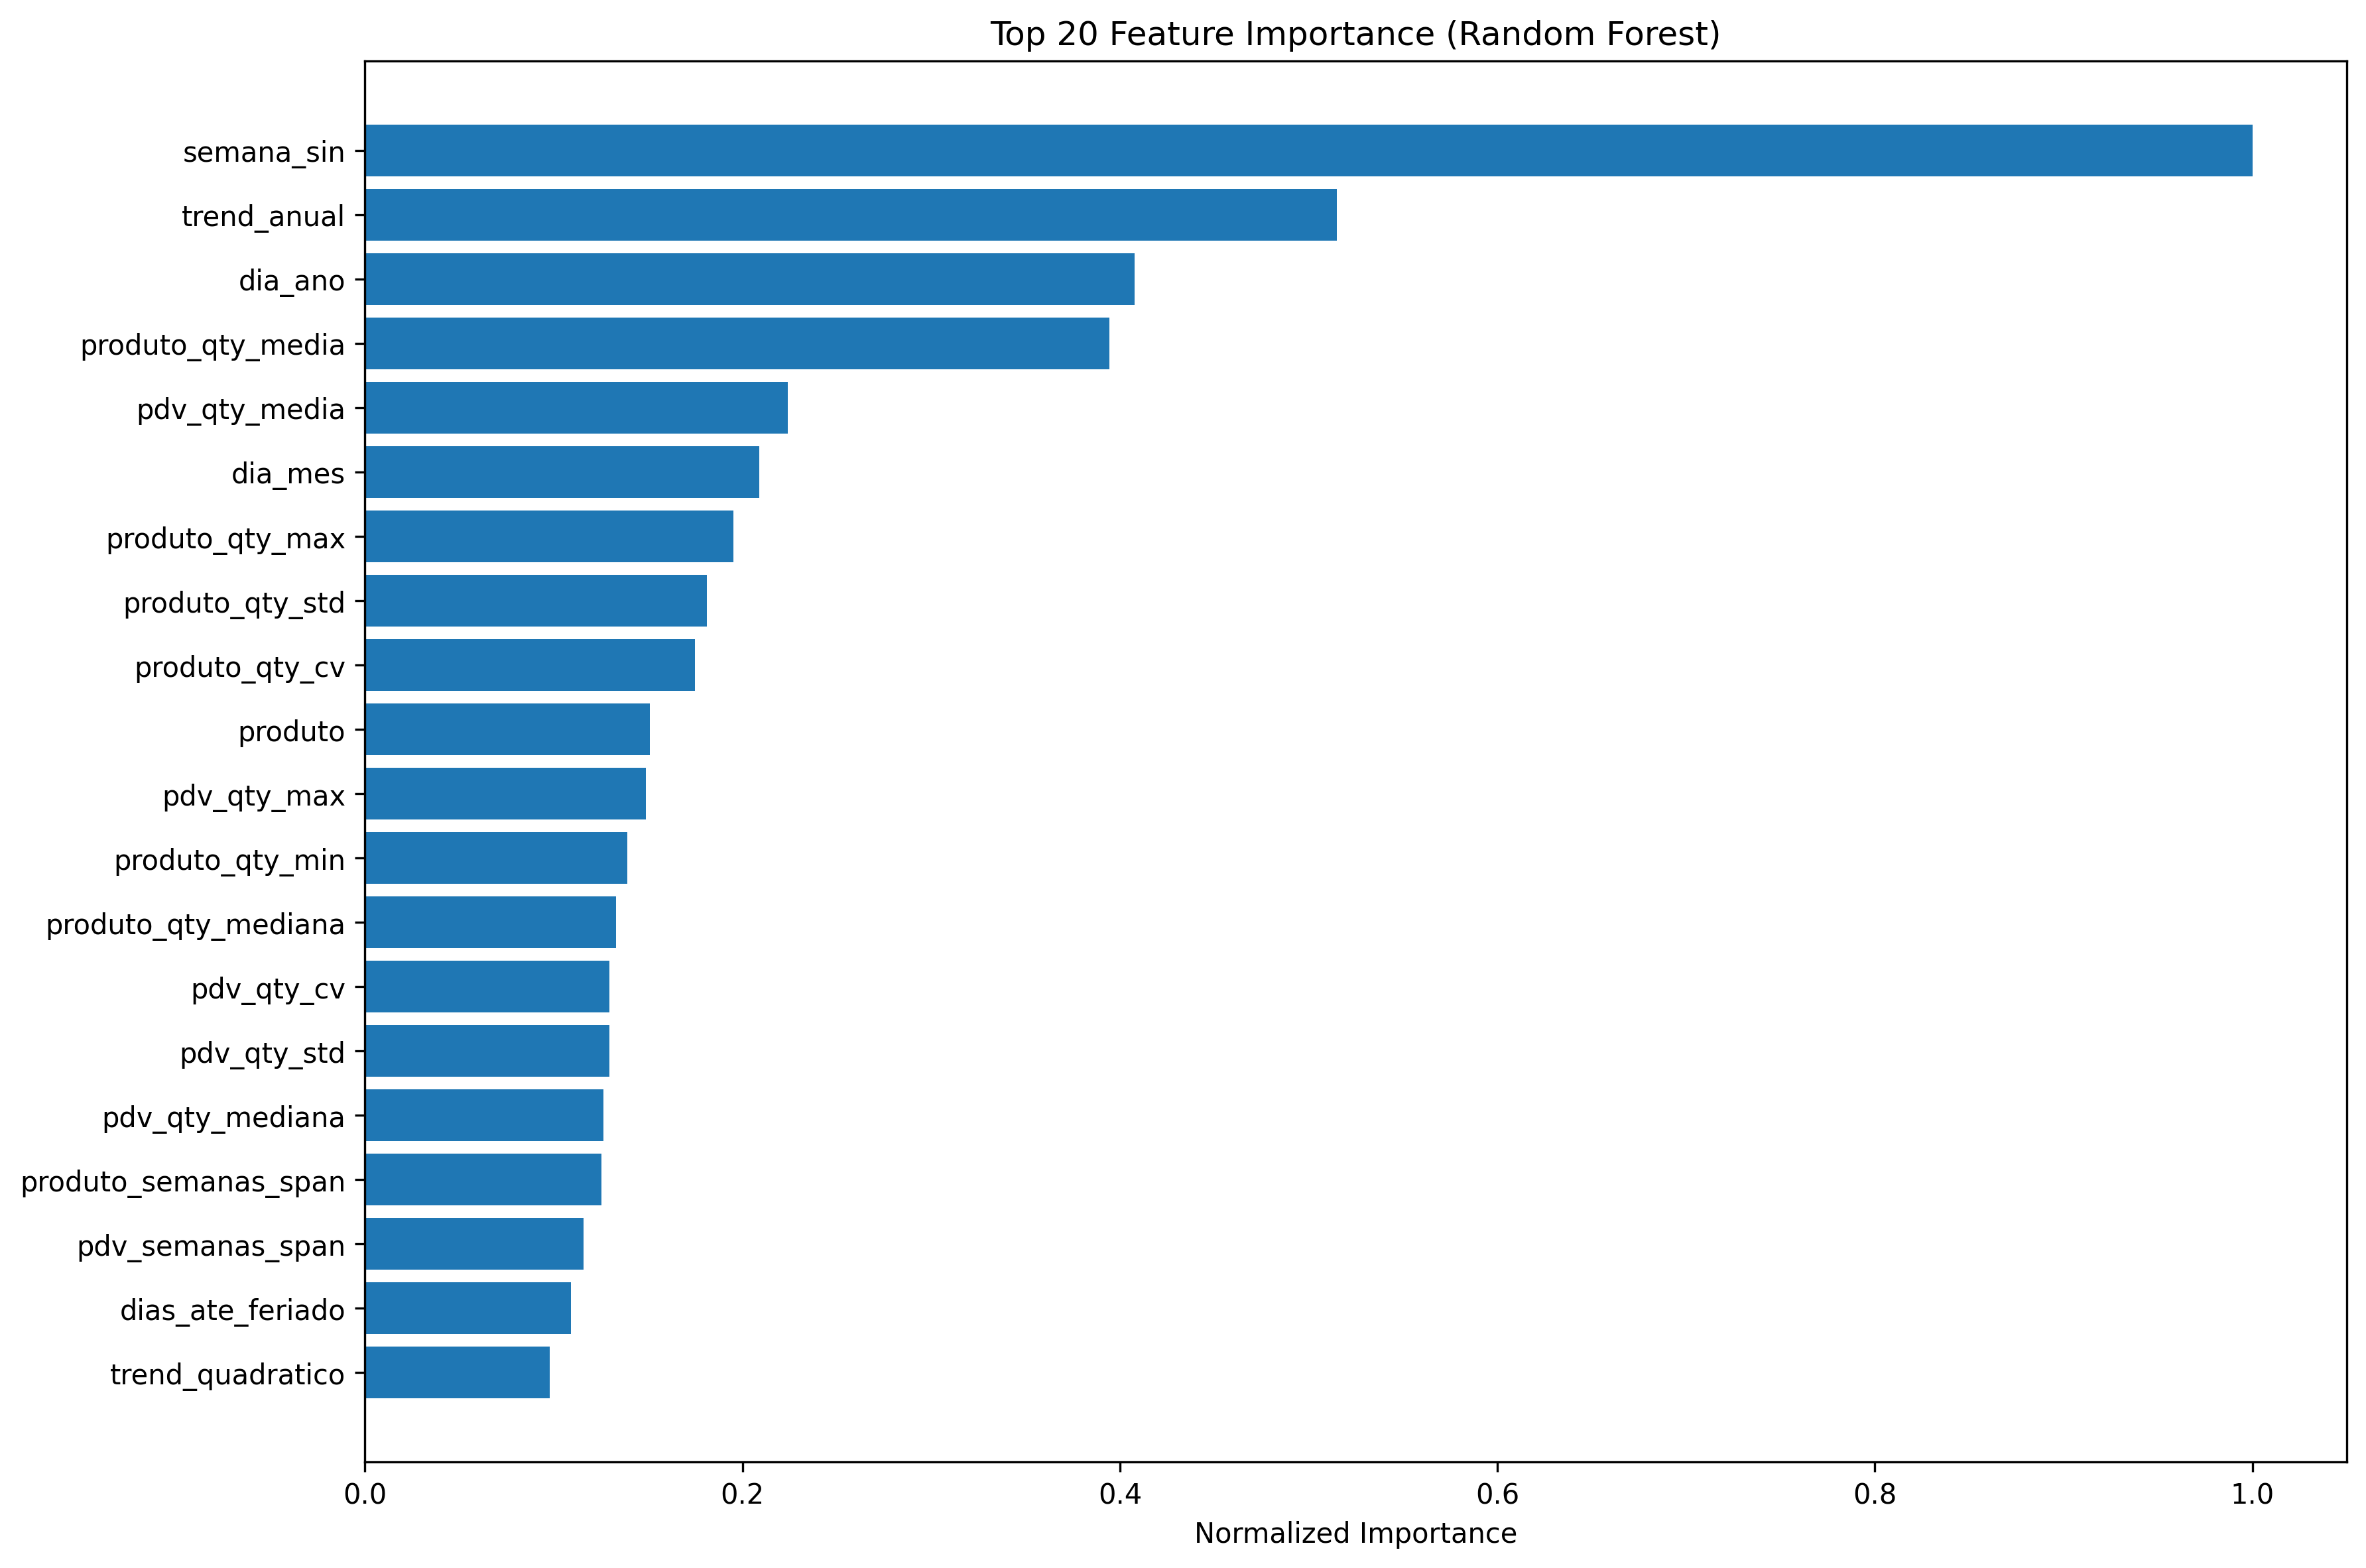 Top 20 Feature Importance (Random Forest)
semana_sin
trend_anual
dia_ano
produto_qty_media
pdv_qty_media
dia_mes
produto_qty_max
produto_qty_std
produto_qty_cv
produto
pdv_qty_max
produto_qty_min
produto_qty_mediana
pdv_qty_cv
pdv_qty_std
pdv_qty_mediana
produto_semanas_span
pdv_semanas_span
dias_ate_feriado
trend_quadratico
0.0 0.2 0.4 0.6 0.8 1.0
Normalized Importance